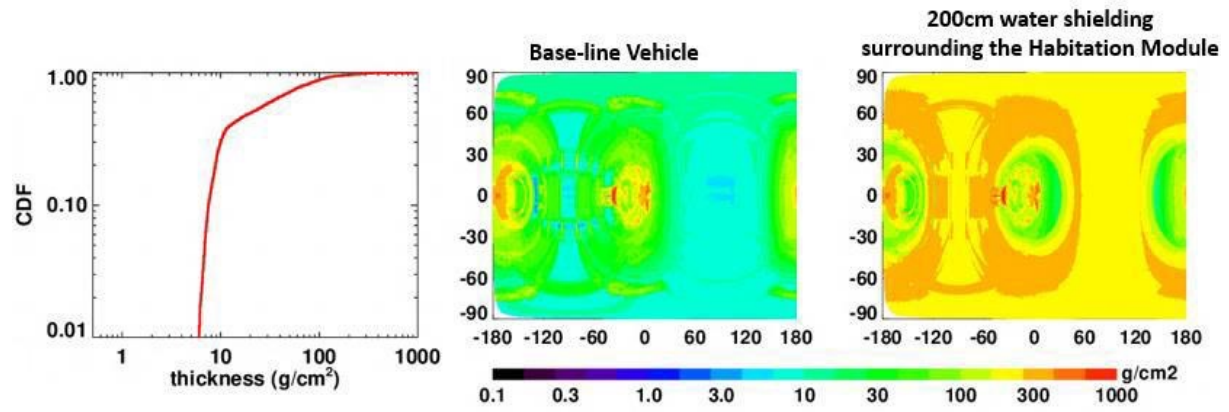 200cm water shielding
surrounding the Habitation Module
Base-line Vehicle
1.00
0.10
0.01
CDF
1 10 100 1000
thickness (g/cm²)
90
60
30
0
-30
-60
-90
-180 -120 -60 0 60 120 180
90
60
30
0
-30
-60
-90
-180 -120 -60 0 60 120 180
g/cm2
0.1 0.3 1.0 3.0 10 30 100 300 1000